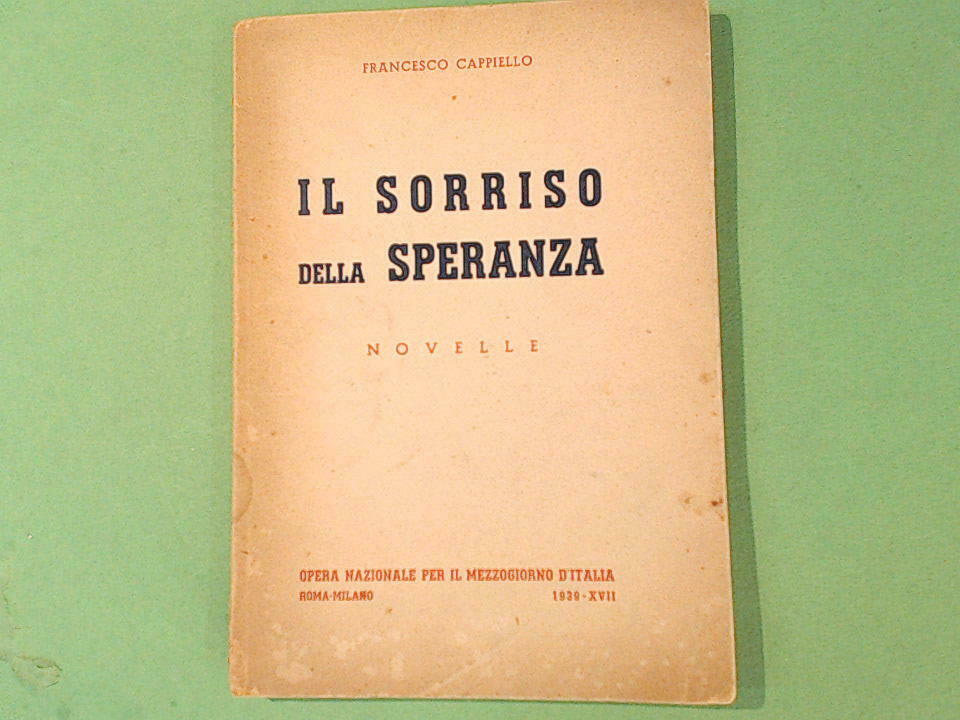 FRANCESCO CAPPIELLO
IL SORRISO
DELLA SPERANZA
NOVELLE
OPERA NAZIONALE PER IL MEZZOGIORNO D'ITALIA
ROMA-MILANO 1939-XVII